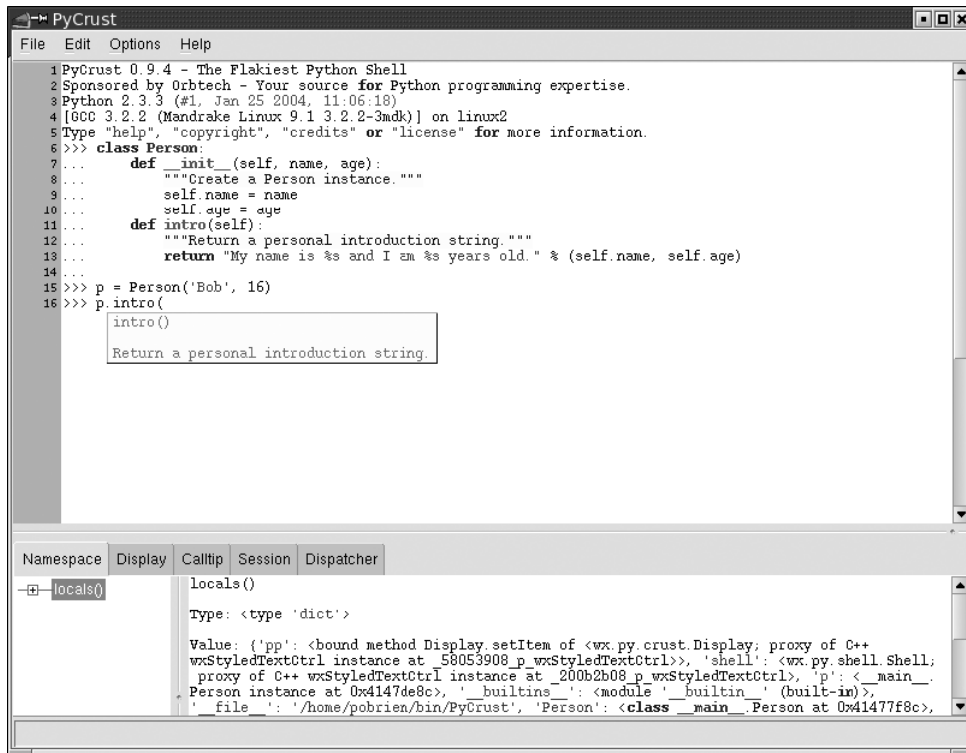 PyCrust
File Edit Options Help
1 PyCrust 0.9.4 - The Flakiest Python Shell
2 Sponsored by Orbtech - Your source for Python programming expertise.
3 Python 2.3.3 (#1, Jan 25 2004, 11:06:18)
4 [GCC 3.2.2 (Mandrake Linux 9.1 3.2.2-3mdk)] on linux2
5 Type "help", "copyright", "credits" or "license" for more information.
6 >>> class Person:
7 ...     def __init__(self, name, age):
8 ...         """Create a Person instance."""
9 ...         self.name = name
10 ...         self.age = age
11 ...     def intro(self):
12 ...         """Return a personal introduction string."""
13 ...         return "My name is %s and I am %s years old." % (self.name, self.age)
14 ...
15 >>> p = Person('Bob', 16)
16 >>> p.intro(
intro()
Return a personal introduction string.
Namespace Display Calltip Session Dispatcher
locals()
locals()
Type: <type 'dict'>
Value: {'pp': <bound method Display.setItem of <wx.py.crust.Display; proxy of C++
wxStyledTextCtrl instance at _58053908_p_wxStyledTextCtrl>>, 'shell': <wx.py.shell.Shell;
proxy of C++ wxStyledTextCtrl instance at _200b2b08_p_wxStyledTextCtrl>, 'p': <__main__.
Person instance at 0x4147de8c>, '__builtins__': <module '__builtin__' (built-in)>,
'__file__': '/home/pobrien/bin/PyCrust', 'Person': <class __main__.Person at 0x41477f8c>,